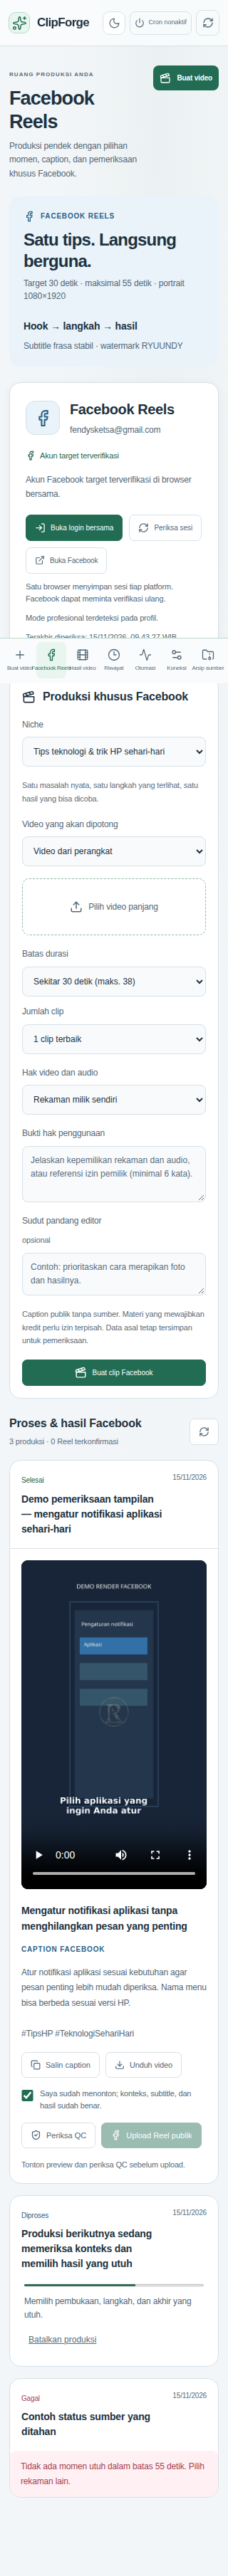 ClipForge
Cron nonaktif
RUANG PRODUKSI ANDA
Buat video
Facebook
Reels
Produksi pendek dengan pilihan
momen, caption, dan pemeriksaan
khusus Facebook.
FACEBOOK REELS
Satu tips. Langsung
berguna.
Target 30 detik · maksimal 55 detik · portrait
1080×1920
Hook → langkah → hasil
Subtitle frasa stabil · watermark RYUUNDY
Facebook Reels
fendysketsa@gmail.com
Akun target terverifikasi
Akun Facebook target terverifikasi di browser
bersama.
Buka login bersama
Periksa sesi
Buka Facebook
Satu browser menyimpan sesi tiap platform.
Facebook dapat meminta verifikasi ulang.
Mode profesional terdeteksi pada profil.
Terakhir diperiksa: 15/11/2026, 09.43.27 WIB
Buat video
Facebook Reels
Hasil video
Riwayat
Otomasi
Koneksi
Arsip sumber
Produksi khusus Facebook
Niche
Tips teknologi & trik HP sehari-hari
Satu masalah nyata, satu langkah yang terlihat, satu
hasil yang bisa dicoba.
Video yang akan dipotong
Video dari perangkat
Pilih video panjang
Batas durasi
Sekitar 30 detik (maks. 38)
Jumlah clip
1 clip terbaik
Hak video dan audio
Rekaman milik sendiri
Bukti hak penggunaan
Jelaskan kepemilikan rekaman dan audio,
atau referensi izin pemilik (minimal 6 kata).
Sudut pandang editor
opsional
Contoh: prioritaskan cara merapikan foto
dan hasilnya.
Caption publik tanpa sumber. Materi yang mewajibkan
kredit perlu izin terpisah. Data asal tetap tersimpan
untuk pemeriksaan.
Buat clip Facebook
Proses & hasil Facebook
3 produksi · 0 Reel terkonfirmasi
Selesai
15/11/2026
Demo pemeriksaan tampilan
— mengatur notifikasi aplikasi
sehari-hari
DEMO RENDER FACEBOOK
Pengaturan notifikasi
Aplikasi
Pilih aplikasi yang
ingin Anda atur
0:00
Mengatur notifikasi aplikasi tanpa
menghilangkan pesan yang penting
CAPTION FACEBOOK
Atur notifikasi aplikasi sesuai kebutuhan agar
pesan penting lebih mudah diperiksa. Nama menu
bisa berbeda sesuai versi HP.
#TipsHP #TeknologiSehariHari
Salin caption
Unduh video
Saya sudah menonton; konteks, subtitle, dan
hasil sudah benar.
Periksa QC
Upload Reel publik
Tonton preview dan periksa QC sebelum upload.
Diproses
15/11/2026
Produksi berikutnya sedang
memeriksa konteks dan
memilih hasil yang utuh
Memilih pembukaan, langkah, dan akhir yang
utuh.
Batalkan produksi
Gagal
15/11/2026
Contoh status sumber yang
ditahan
Tidak ada momen utuh dalam batas 55 detik. Pilih
rekaman lain.